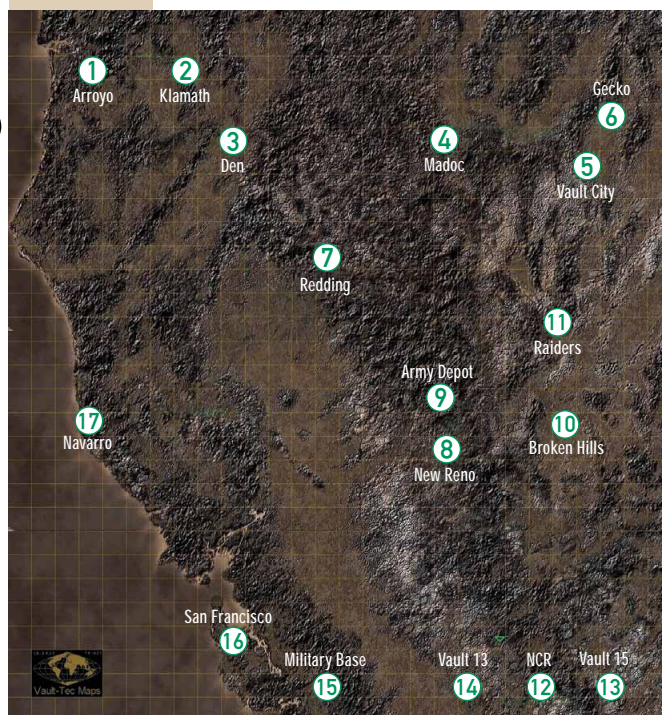 1
Arroyo
2
Klamath
3
Den
4
Madoc
Gecko
6
5
Vault City
7
Redding
11
Raiders
Army Depot
9
17
Navarro
10
Broken Hills
8
New Reno
San Francisco
16
Military Base
15
Vault 13
14
NCR
12
Vault 15
13
Vault-Tec Maps